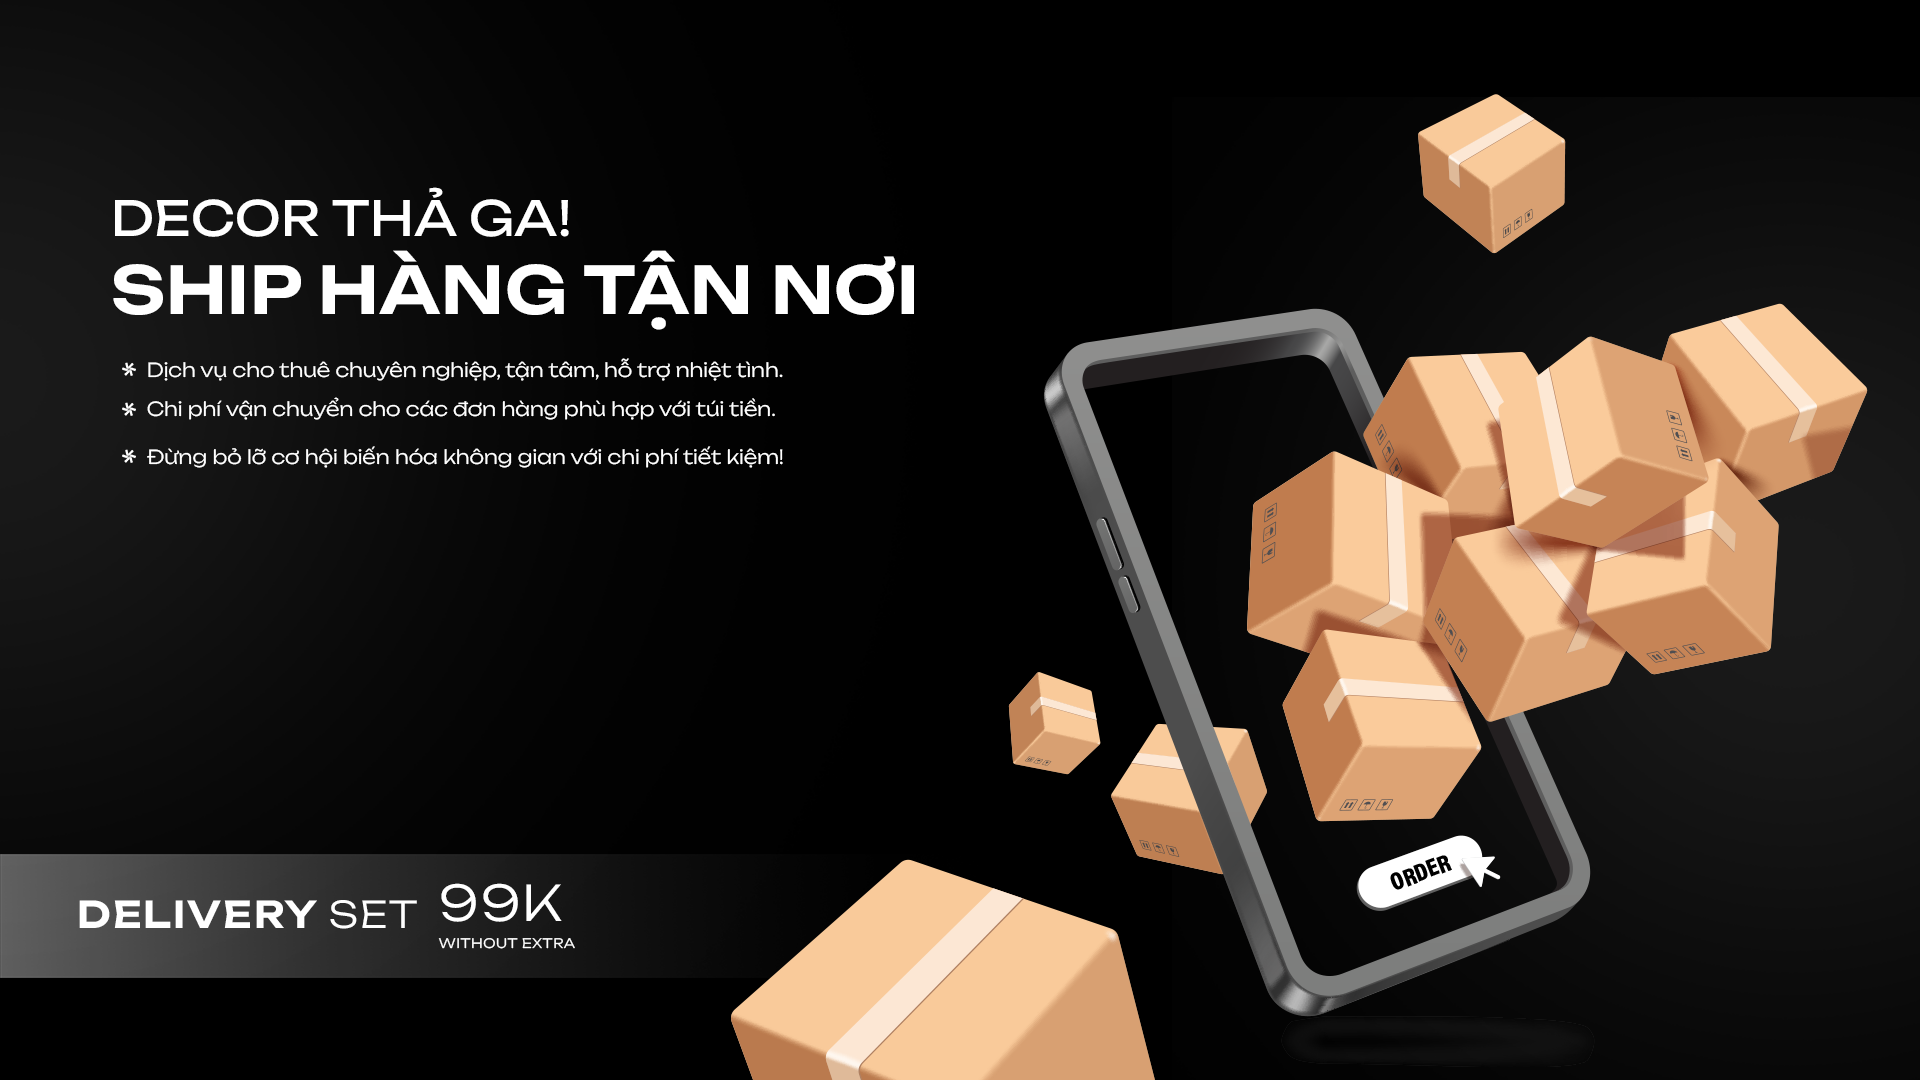 DECOR THẢ GA!
SHIP HÀNG TẬN NƠI
* Dịch vụ cho thuê chuyên nghiệp, tận tâm, hỗ trợ nhiệt tình.
* Chi phí vận chuyển cho các đơn hàng phù hợp với túi tiền.
* Đừng bỏ lỡ cơ hội biến hóa không gian với chi phí tiết kiệm!
ORDER
DELIVERY SET 99K
WITHOUT EXTRA